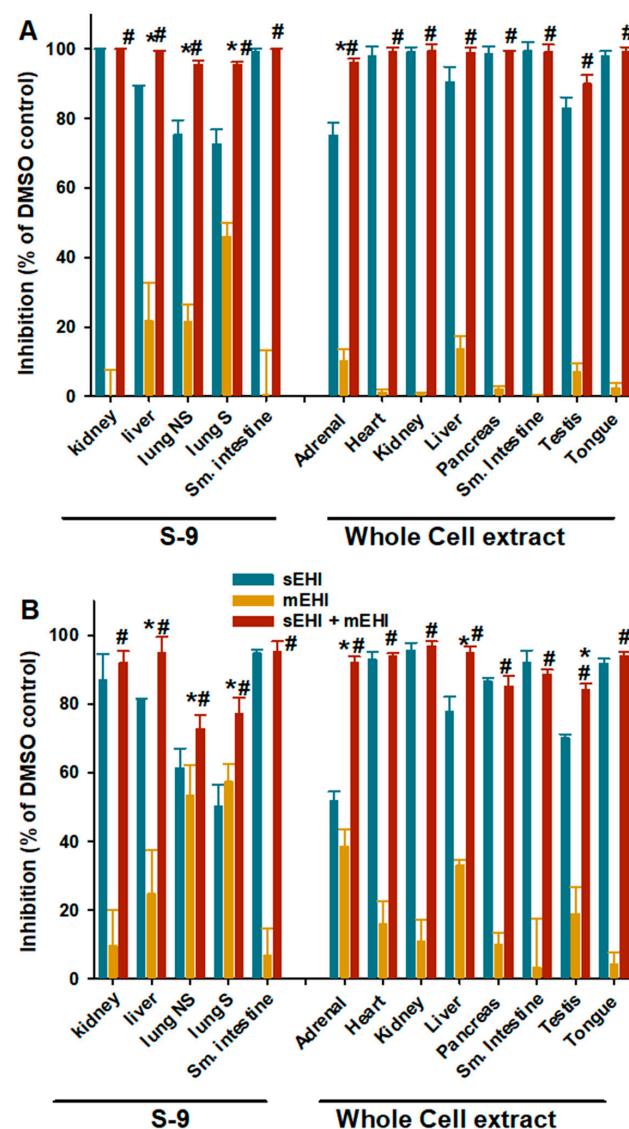 A
Inhibition (% of DMSO control)
100
80
60
40
20
0
# *# *# *# # *# # # # # # # #
kidney liver lung NS lung S Sm. intestine Adrenal Heart Kidney Liver Pancreas Sm. Intestine Testis Tongue
S-9 Whole Cell extract
B
sEHI
mEHI
sEHI + mEHI
Inhibition (% of DMSO control)
100
80
60
40
20
0
# *# *# *# # *# # # *# # # *# #
kidney liver lung NS lung S Sm. intestine Adrenal Heart Kidney Liver Pancreas Sm. Intestine Testis Tongue
S-9 Whole Cell extract